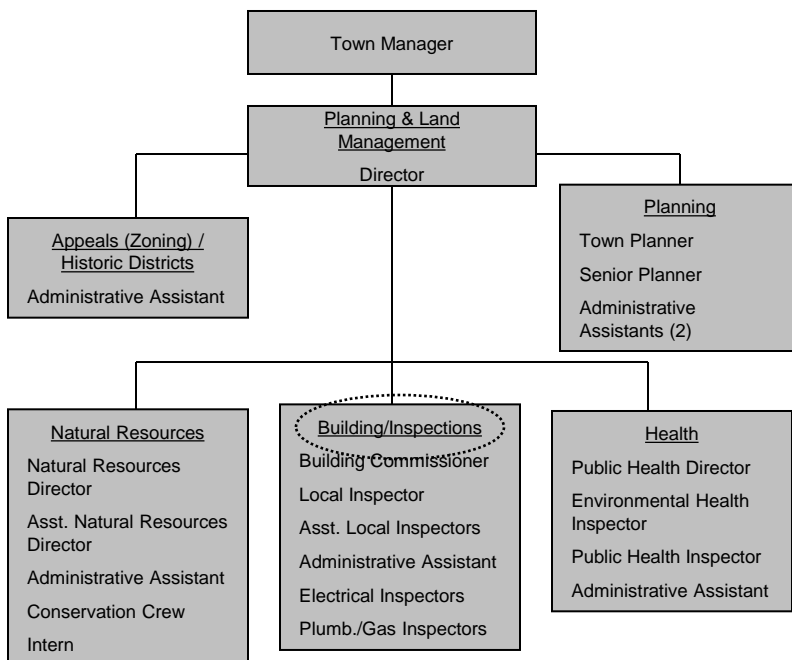 Town Manager
Planning & Land
Management
Director
Appeals (Zoning) /
Historic Districts
Administrative Assistant
Planning
Town Planner
Senior Planner
Administrative
Assistants (2)
Natural Resources
Natural Resources
Director
Asst. Natural Resources
Director
Administrative Assistant
Conservation Crew
Intern
Building/Inspections
Building Commissioner
Local Inspector
Asst. Local Inspectors
Administrative Assistant
Electrical Inspectors
Plumb./Gas Inspectors
Health
Public Health Director
Environmental Health
Inspector
Public Health Inspector
Administrative Assistant